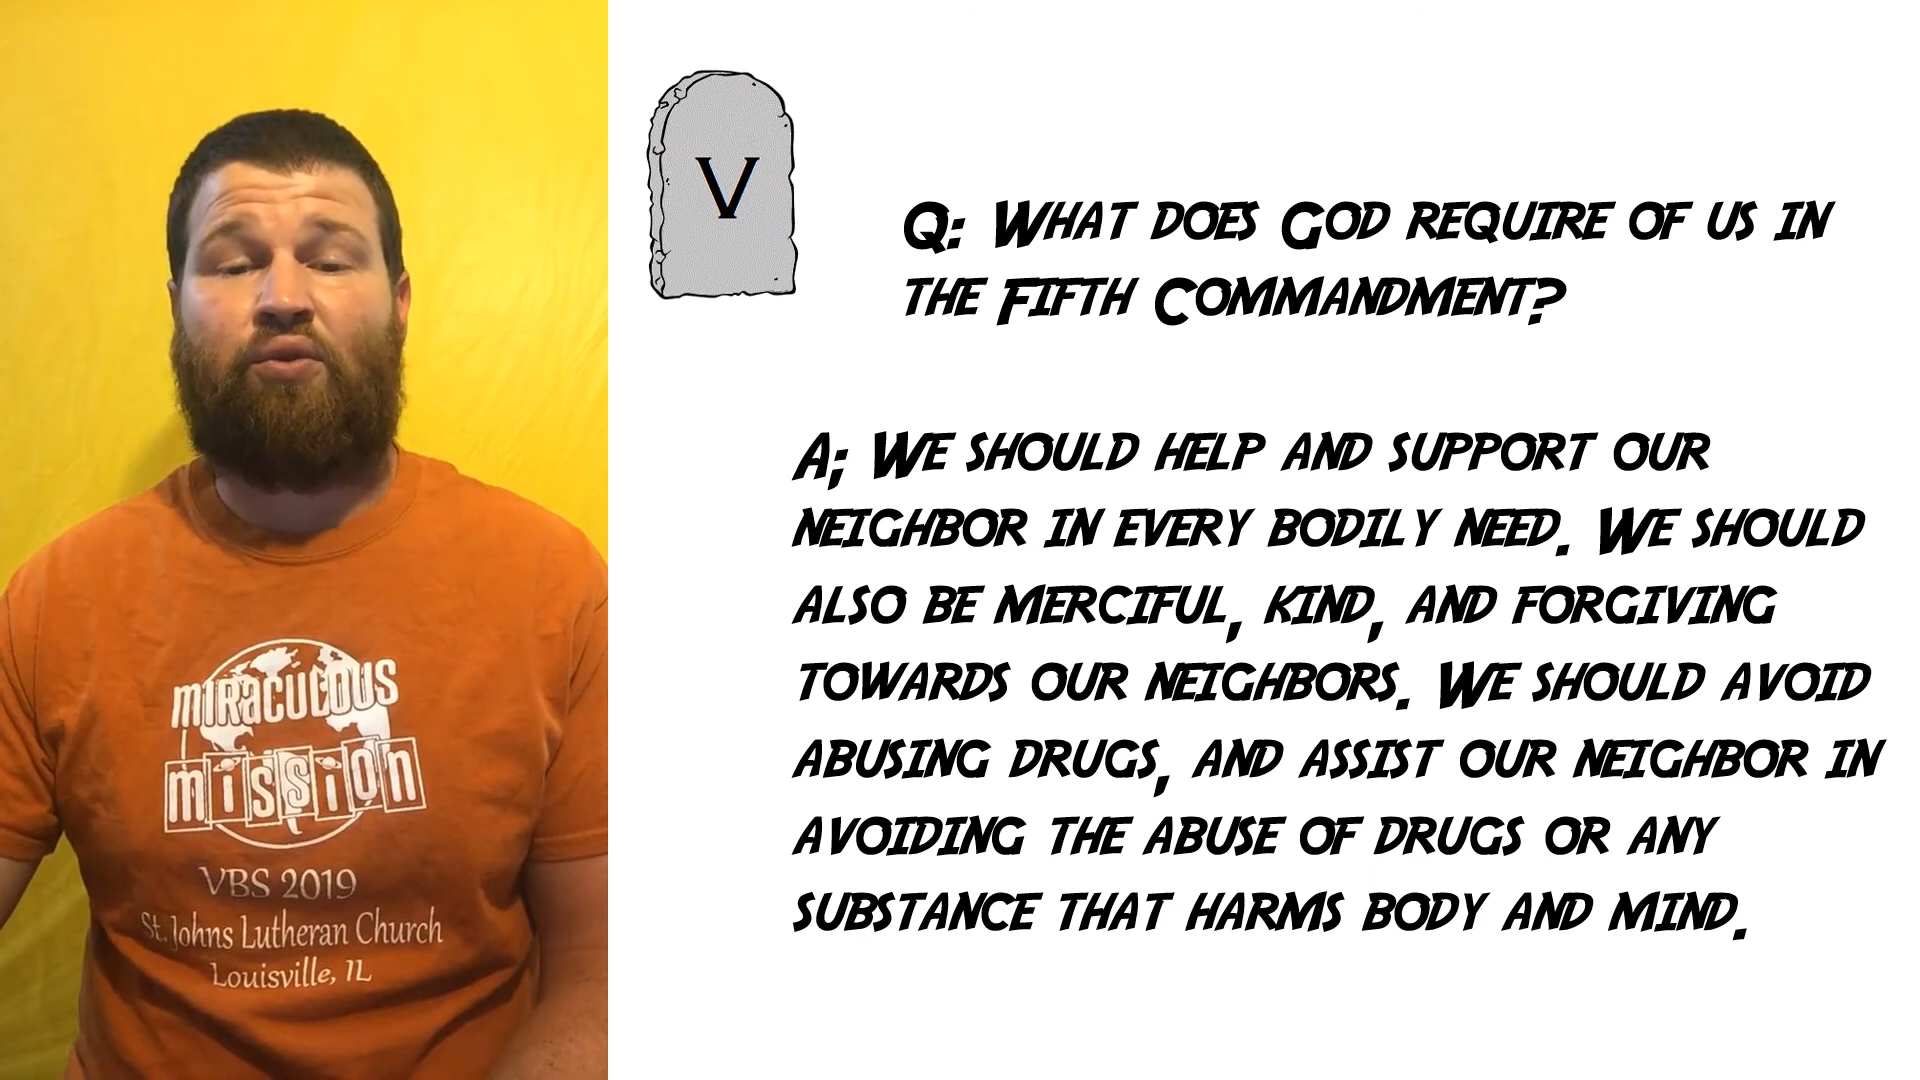 V
Q: What does God require of us in
the Fifth Commandment?
A; We should help and support our
neighbor in every bodily need. We should
also be merciful, kind, and forgiving
towards our neighbors. We should avoid
abusing drugs, and assist our neighbor in
avoiding the abuse of drugs or any
substance that harms body and mind.
miraculous
mission
VBS 2019
St. Johns Lutheran Church
Louisville, IL